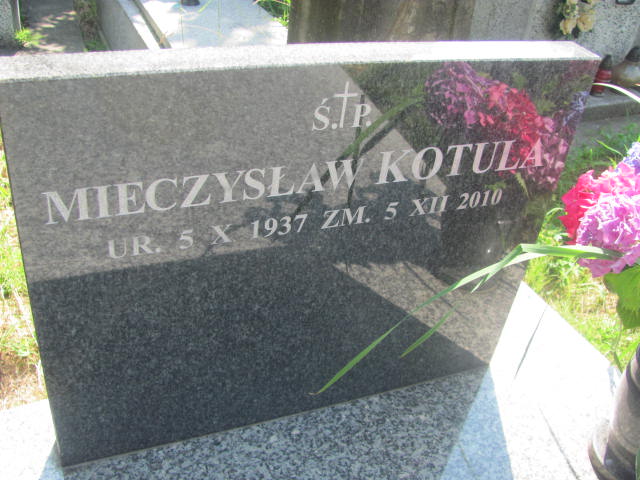 Ś.†P.
MIECZYSŁAW KOTULA
UR. 5 X 1937 ZM. 5 XII 2010